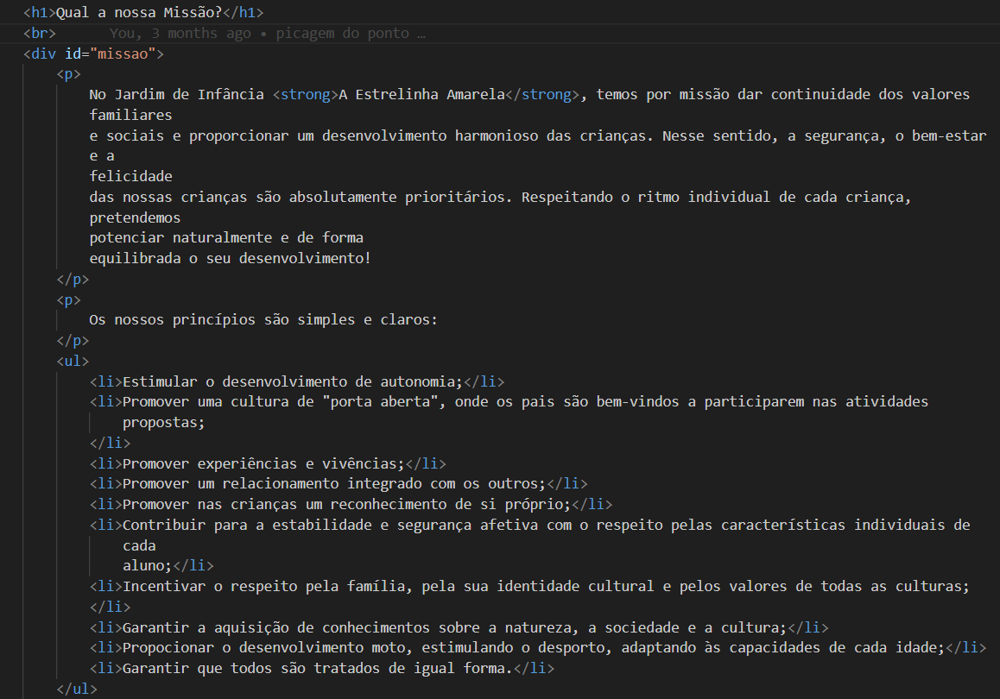 <h1>Qual a nossa Missão?</h1>
<br> You, 3 months ago • picagem do ponto …
<div id="missao">
<p>
No Jardim de Infância <strong>A Estrelinha Amarela</strong>, temos por missão dar continuidade dos valores
familiares
e sociais e proporcionar um desenvolvimento harmonioso das crianças. Nesse sentido, a segurança, o bem-estar
e a
felicidade
das nossas crianças são absolutamente prioritários. Respeitando o ritmo individual de cada criança,
pretendemos
potenciar naturalmente e de forma
equilibrada o seu desenvolvimento!
</p>
<p>
Os nossos princípios são simples e claros:
</p>
<ul>
<li>Estimular o desenvolvimento de autonomia;</li>
<li>Promover uma cultura de "porta aberta", onde os pais são bem-vindos a participarem nas atividades
propostas;
</li>
<li>Promover experiências e vivências;</li>
<li>Promover um relacionamento integrado com os outros;</li>
<li>Promover nas crianças um reconhecimento de si próprio;</li>
<li>Contribuir para a estabilidade e segurança afetiva com o respeito pelas características individuais de
cada
aluno;</li>
<li>Incentivar o respeito pela família, pela sua identidade cultural e pelos valores de todas as culturas;
</li>
<li>Garantir a aquisição de conhecimentos sobre a natureza, a sociedade e a cultura;</li>
<li>Propocionar o desenvolvimento moto, estimulando o desporto, adaptando às capacidades de cada idade;</li>
<li>Garantir que todos são tratados de igual forma.</li>
</ul>